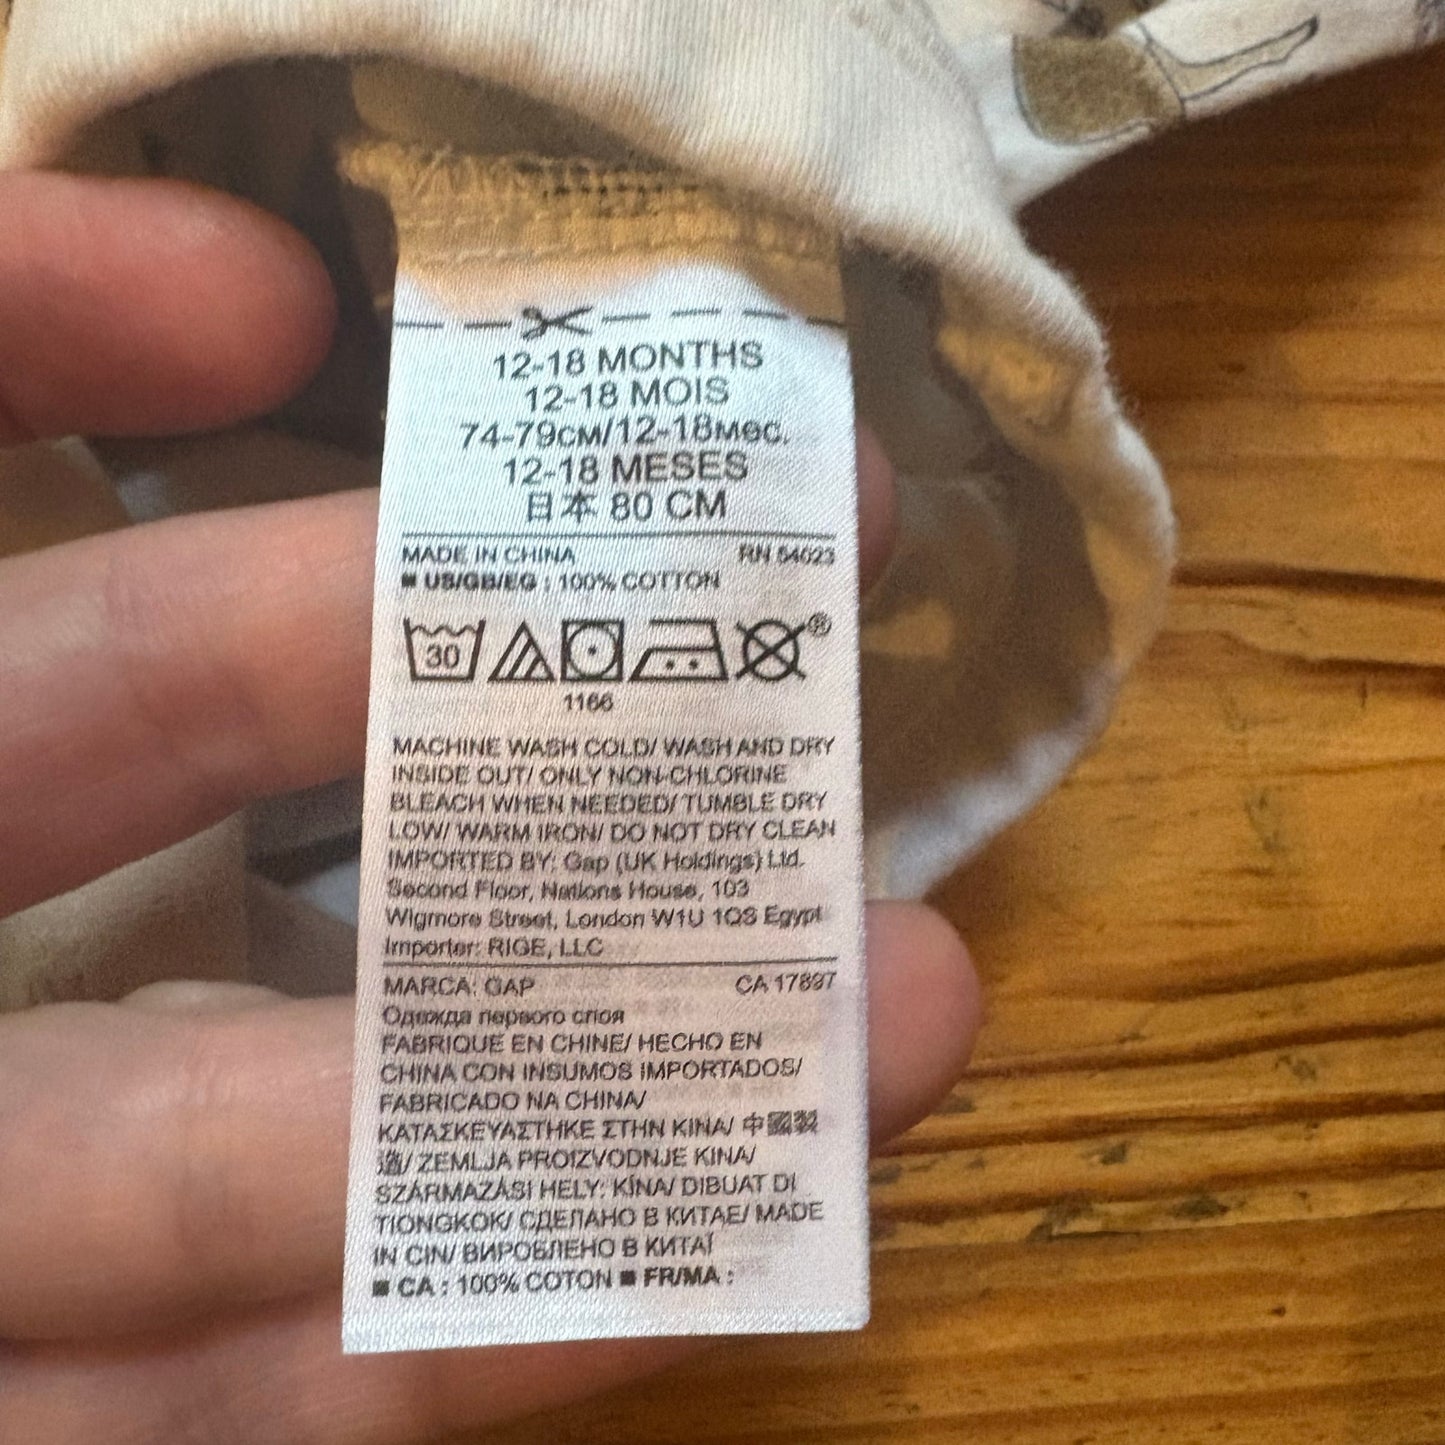 12-18 MONTHS
12-18 MOIS
74-79см/12-18мес.
12-18 MESES
日本 80 CM
MADE IN CHINA RN 54023
■ US/GB/EG : 100% COTTON
30 ®
1166
MACHINE WASH COLD/ WASH AND DRY
INSIDE OUT/ ONLY NON-CHLORINE
BLEACH WHEN NEEDED/ TUMBLE DRY
LOW/ WARM IRON/ DO NOT DRY CLEAN
IMPORTED BY: Gap (UK Holdings) Ltd.
Second Floor, Nations House, 103
Wigmore Street, London W1U 1QS Egypt
Importer: RIGE, LLC
MARCA: GAP CA 17897
Одежда первого слоя
FABRIQUE EN CHINE/ HECHO EN
CHINA CON INSUMOS IMPORTADOS/
FABRICADO NA CHINA/
ΚΑΤΑΣΚΕΥΑΣΤΗΚΕ ΣΤΗΝ ΚΙΝΑ/ 中國製
造/ ZEMLJA PROIZVODNJE KINA/
SZÁRMAZÁSI HELY: KÍNA/ DIBUAT DI
TIONGKOK/ СДЕЛАНО В КИТАЕ/ MADE
IN CIN/ ВИРОБЛЕНО В КИТАЇ
■ CA : 100% COTON ■ FR/MA :